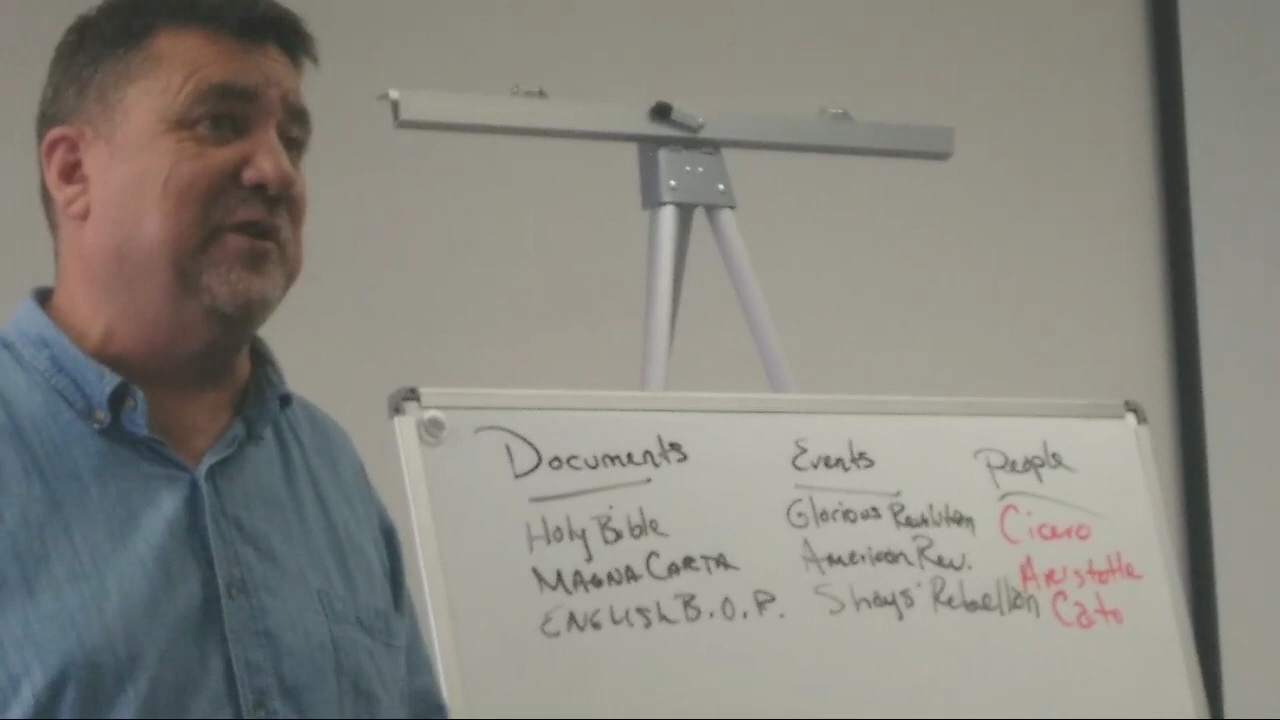 Documents Events People
Holy Bible Glorious Revolution Cicero
MAGNA CARTA American Rev. Aristotle
ENGLISH B.O.P. Shays' Rebellion Cato